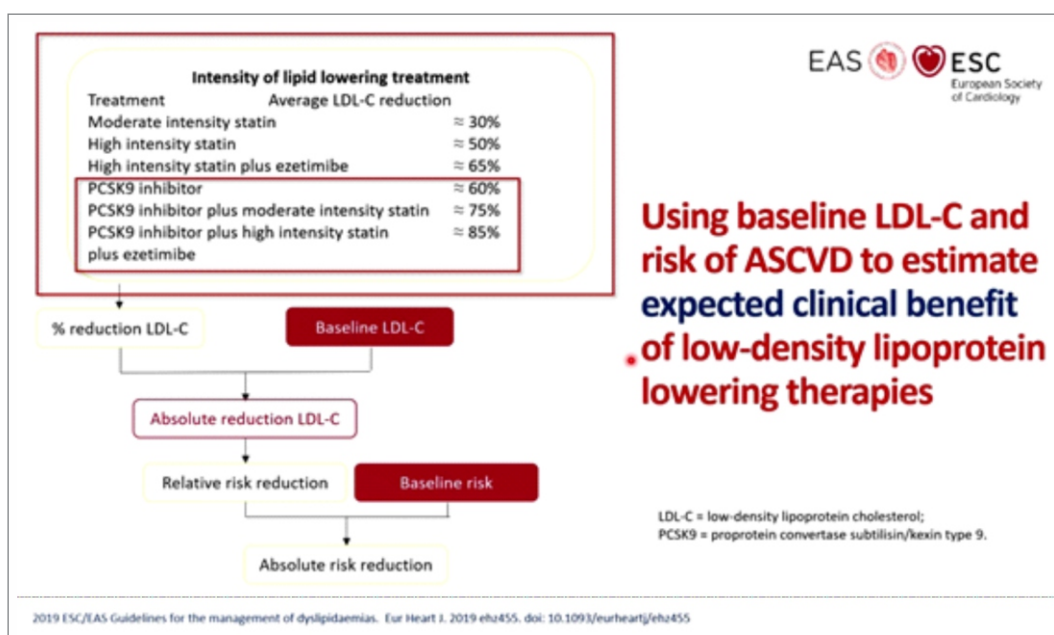 Intensity of lipid lowering treatment
Treatment Average LDL-C reduction
Moderate intensity statin ≈ 30%
High intensity statin ≈ 50%
High intensity statin plus ezetimibe ≈ 65%
PCSK9 inhibitor ≈ 60%
PCSK9 inhibitor plus moderate intensity statin ≈ 75%
PCSK9 inhibitor plus high intensity statin ≈ 85%
plus ezetimibe
% reduction LDL-C
Baseline LDL-C
Absolute reduction LDL-C
Relative risk reduction
Baseline risk
Absolute risk reduction
EAS
ESC
European Society
of Cardiology
Using baseline LDL-C and
risk of ASCVD to estimate
expected clinical benefit
of low-density lipoprotein
lowering therapies
LDL-C = low-density lipoprotein cholesterol;
PCSK9 = proprotein convertase subtilisin/kexin type 9.
2019 ESC/EAS Guidelines for the management of dyslipidaemias. Eur Heart J. 2019 ehz455. doi: 10.1093/eurheartj/ehz455